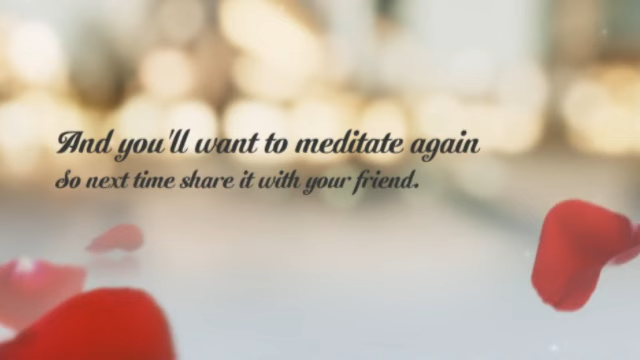 And you'll want to meditate again
So next time share it with your friend.